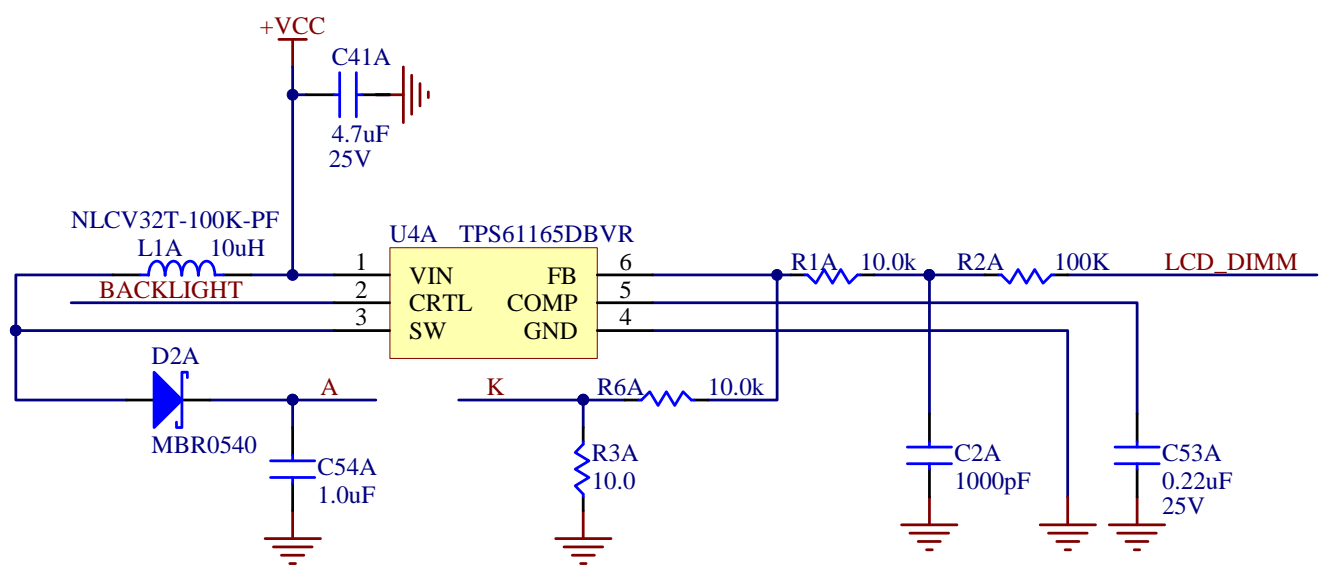 +VCC
C41A
4.7uF
25V
NLCV32T-100K-PF
L1A 10uH
U4A TPS61165DBVR
1 VIN FB 6
2 CRTL COMP 5
3 SW GND 4
BACKLIGHT
R1A 10.0k
R2A 100K
LCD_DIMM
D2A
MBR0540
A
K
R6A 10.0k
C54A
1.0uF
R3A
10.0
C2A
1000pF
C53A
0.22uF
25V